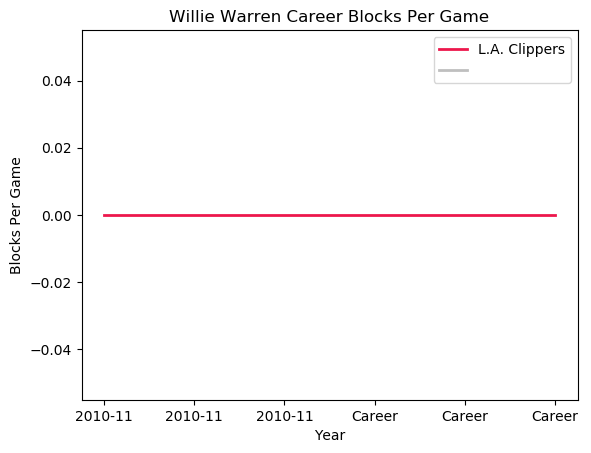 Willie Warren Career Blocks Per Game
L.A. Clippers
0.04
0.02
0.00
−0.02
−0.04
Blocks Per Game
2010-11 2010-11 2010-11 Career Career Career
Year